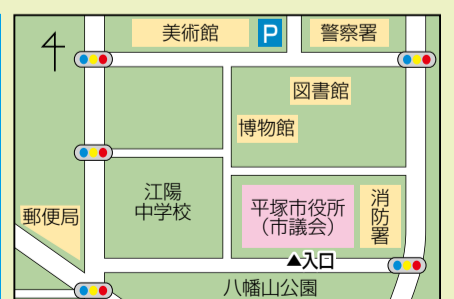 美術館
P
警察署
図書館
博物館
江陽
中学校
平塚市役所
(市議会)
消防署
郵便局
▲入口
八幡山公園